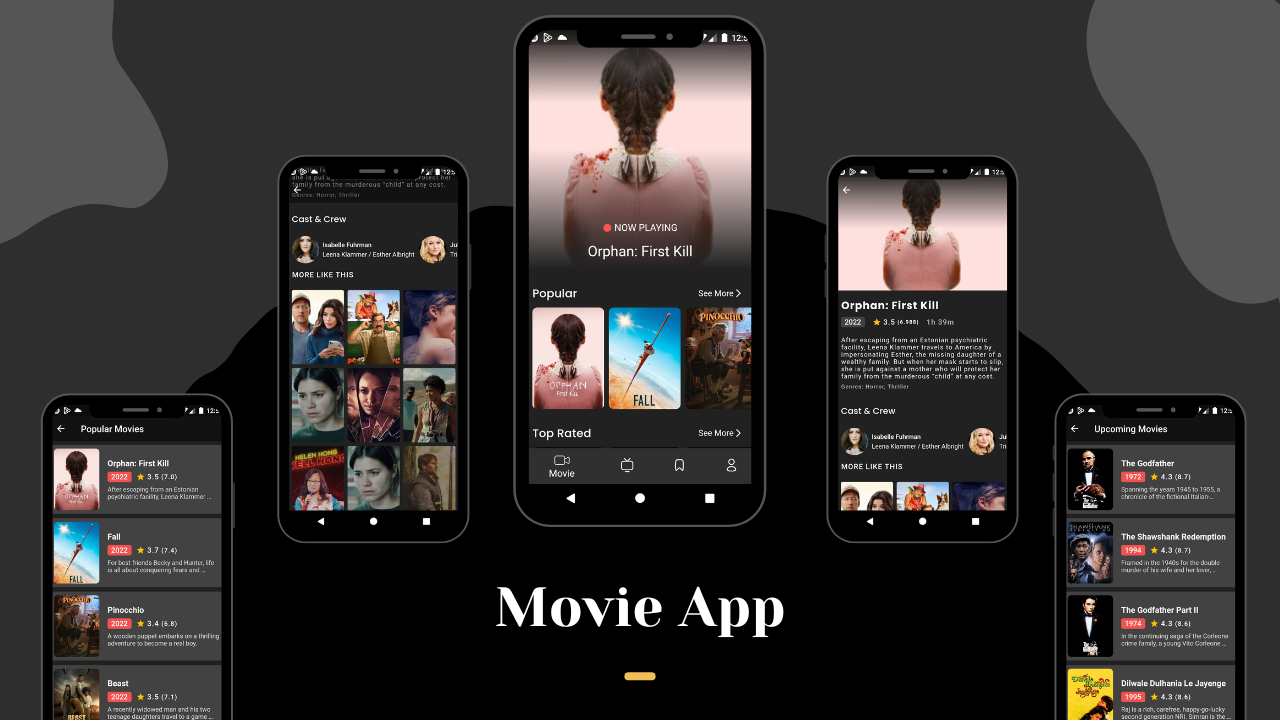 12:5
Popular Movies
Orphan: First Kill
2022 3.5 (7.0)
After escaping from an Estonian
psychiatric facility, Leena Klammer ...
Fall
2022 3.7 (7.4)
For best friends Becky and Hunter, life
is all about conquering fears and ...
FALL
Pinocchio
2022 3.4 (6.8)
A wooden puppet embarks on a thrilling
adventure to become a real boy.
PINOCCHIO
Beast
2022 3.5 (7.1)
A recently widowed man and his two
teenage daughters travel to a game ...
BEAST
12:5
she is put against a mother who will protect her
family from the murderous "child" at any cost.
Genres: Horror, Thriller
Cast & Crew
Isabelle Fuhrman
Leena Klammer / Esther Albright
Jul
Tri
MORE LIKE THIS
HELEN HONG
12:5
NOW PLAYING
Orphan: First Kill
Popular
See More
ORPHAN
First Kill
FALL
PINOCCHIO
Top Rated
See More
Movie
12:5
Orphan: First Kill
2022 3.5 (6.988) 1h 39m
After escaping from an Estonian psychiatric
facility, Leena Klammer travels to America by
impersonating Esther, the missing daughter of a
wealthy family. But when her mask starts to slip,
she is put against a mother who will protect her
family from the murderous "child" at any cost.
Genres: Horror, Thriller
Cast & Crew
Isabelle Fuhrman
Leena Klammer / Esther Albright
Jul
Tri
MORE LIKE THIS
12:5
Upcoming Movies
The Godfather
1972 4.3 (8.7)
Spanning the years 1945 to 1955, a
chronicle of the fictional Italian-...
The Shawshank Redemption
1994 4.3 (8.7)
Framed in the 1940s for the double
murder of his wife and her lover, ...
SHAWSHANK
The Godfather Part II
1974 4.3 (8.6)
In the continuing saga of the Corleone
crime family, a young Vito Corleone ...
Dilwale Dulhania Le Jayenge
1995 4.3 (8.6)
Raj is a rich, carefree, happy-go-lucky
second generation NRI. Simran is the ...
Movie App